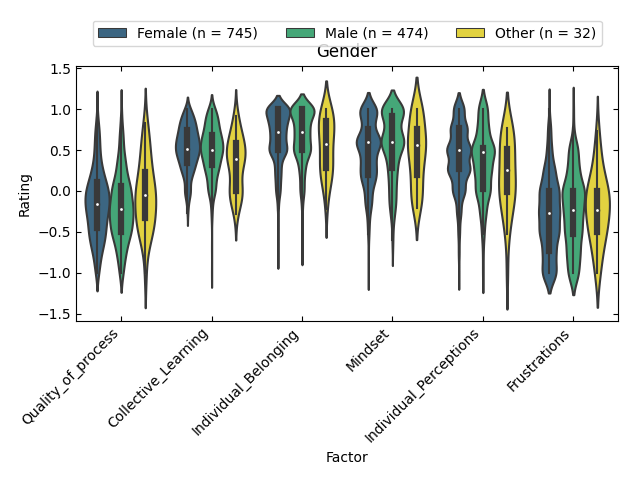 Female (n = 745) Male (n = 474) Other (n = 32)
Gender
1.5
1.0
0.5
0.0
−0.5
−1.0
−1.5
Rating
Quality_of_process
Collective_Learning
Individual_Belonging
Mindset
Individual_Perceptions
Frustrations
Factor